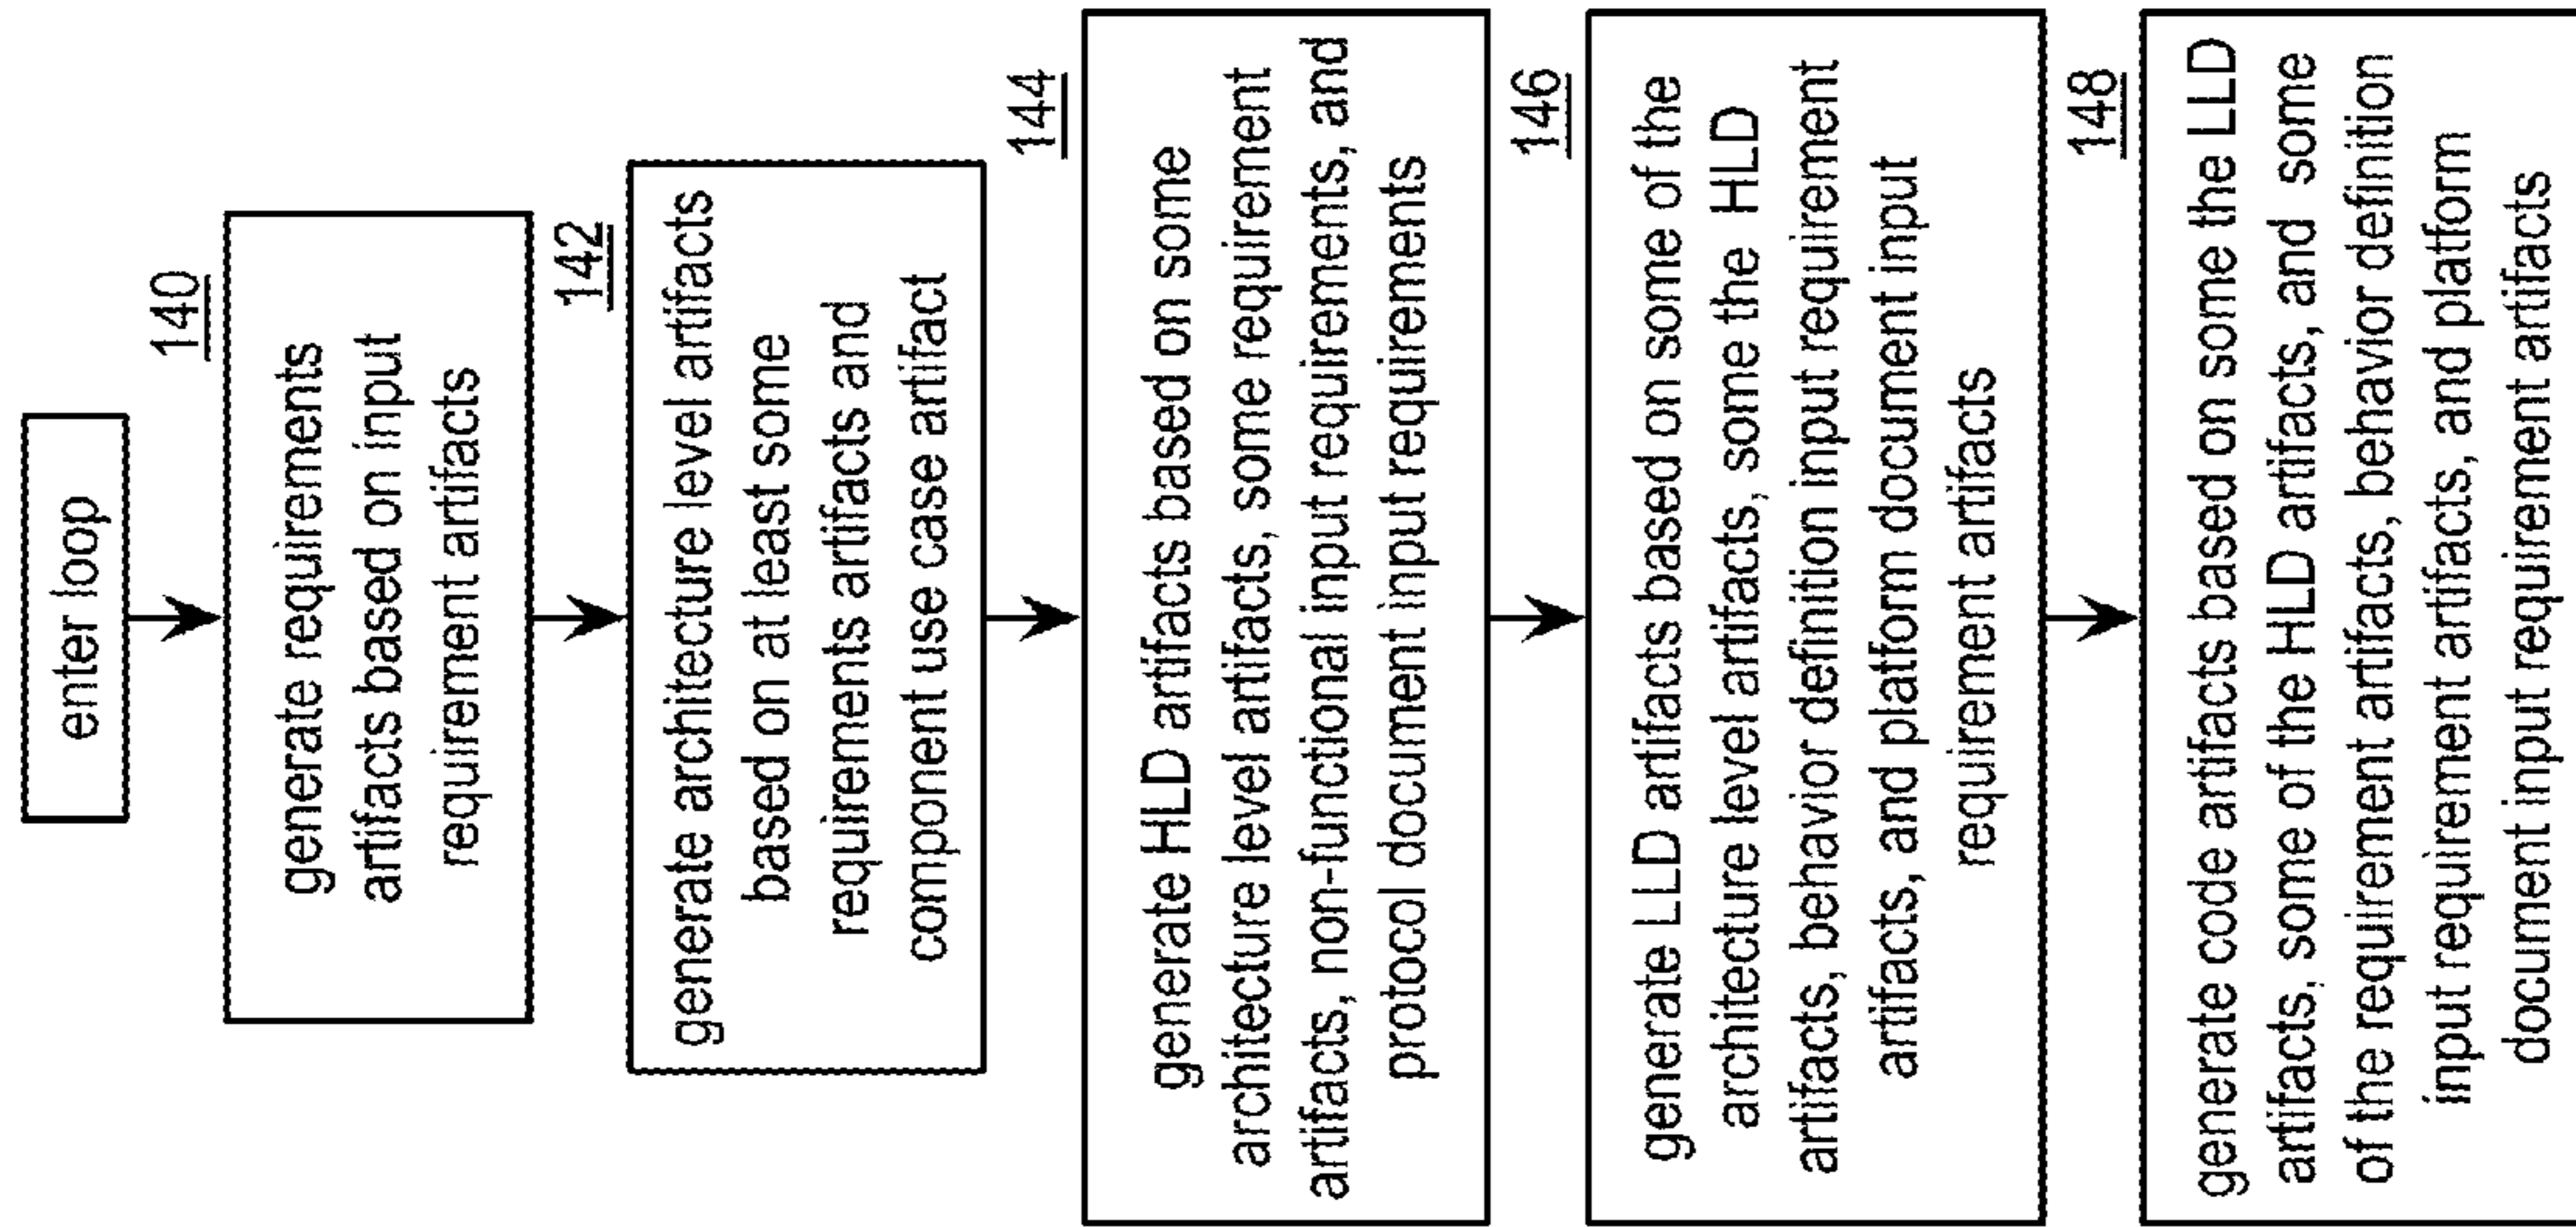 enter loop
140
generate requirements
artifacts based on input
requirement artifacts
142
generate architecture level artifacts
based on at least some
requirements artifacts and
component use case artifact
144
generate HLD artifacts based on some
architecture level artifacts, some requirement
artifacts, non-functional input requirements, and
protocol document input requirements
146
generate LLD artifacts based on some of the
architecture level artifacts, some the HLD
artifacts, behavior definition input requirement
artifacts, and platform document input
requirement artifacts
148
generate code artifacts based on some the LLD
artifacts, some of the HLD artifacts, and some
of the requirement artifacts, behavior definition
input requirement artifacts, and platform
document input requirement artifacts